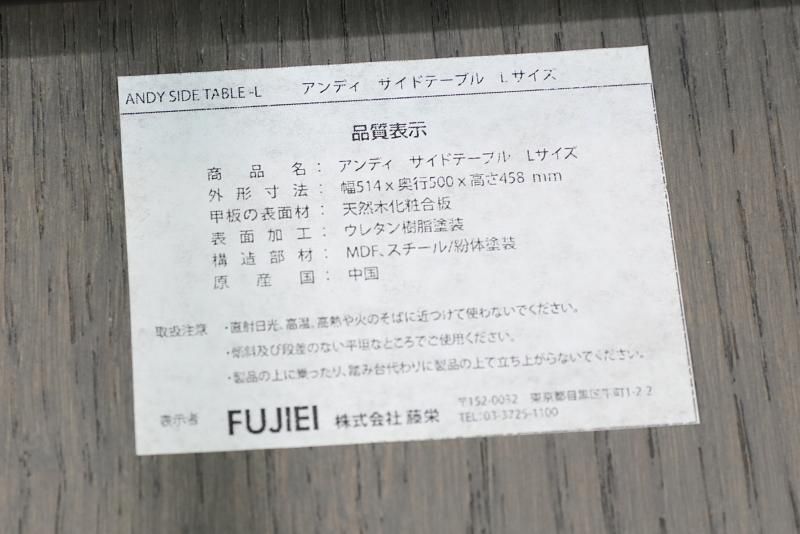 ANDY SIDE TABLE -L アンディ サイドテーブル Lサイズ
品質表示
商品名： アンディ サイドテーブル Lサイズ
外形寸法： 幅514 x 奥行500 x 高さ458 mm
甲板の表面材： 天然木化粧合板
表面加工： ウレタン樹脂塗装
構造部材： MDF、スチール/紛体塗装
原産国： 中国
取扱注意 ・直射日光、高温、高熱や火のそばに近づけて使わないでください。
・傾斜及び段差のない平坦なところでご使用ください。
・製品の上に乗ったり、踏み台代わりに製品の上で立ち上がらないでください。
表示者 FUJIEI 株式会社 藤栄
〒152-0032 東京都目黒区平町1-2-2
TEL：03-3725-1100